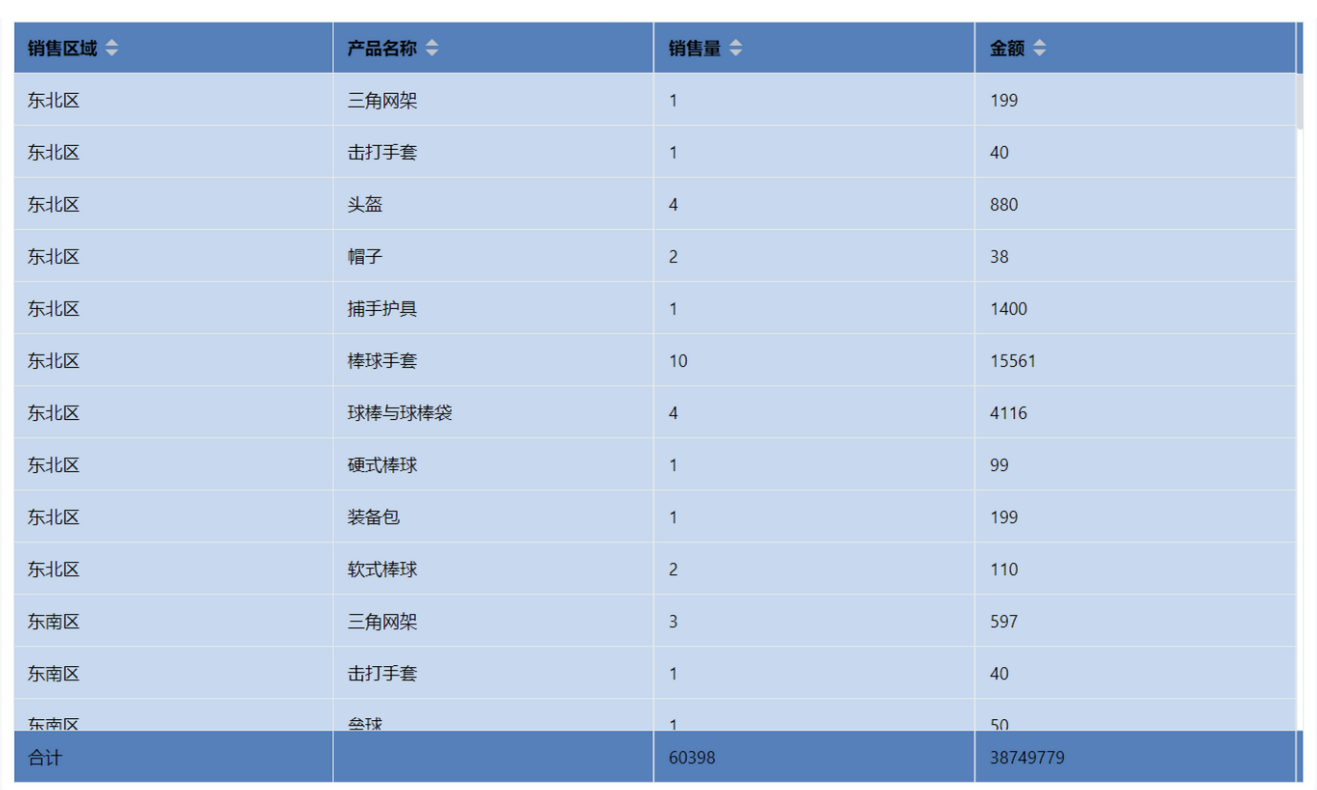 销售区域 产品名称 销售量 金额
东北区 三角网架 1 199
东北区 击打手套 1 40
东北区 头盔 4 880
东北区 帽子 2 38
东北区 捕手护具 1 1400
东北区 棒球手套 10 15561
东北区 球棒与球棒袋 4 4116
东北区 硬式棒球 1 99
东北区 装备包 1 199
东北区 软式棒球 2 110
东南区 三角网架 3 597
东南区 击打手套 1 40
东南区 垒球 1 50
合计 60398 38749779